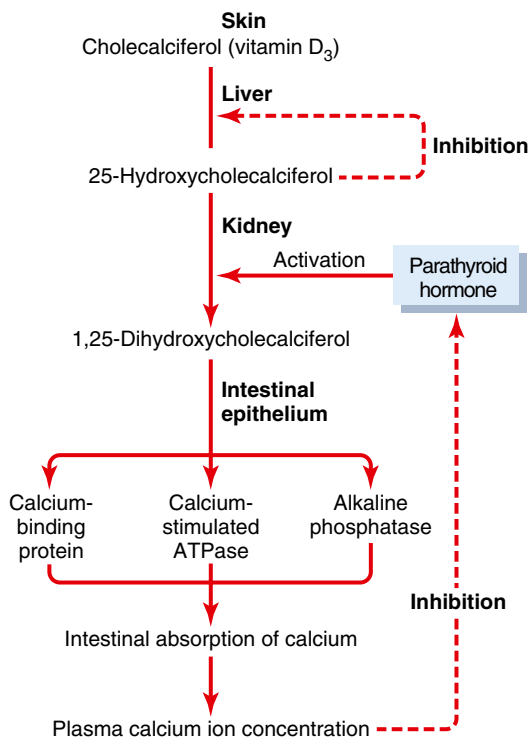 Skin
Cholecalciferol (vitamin D3)
Liver
Inhibition
25-Hydroxycholecalciferol
Kidney
Activation
Parathyroid
hormone
1,25-Dihydroxycholecalciferol
Intestinal
epithelium
Calcium-
binding
protein
Calcium-
stimulated
ATPase
Alkaline
phosphatase
Inhibition
Intestinal absorption of calcium
Plasma calcium ion concentration